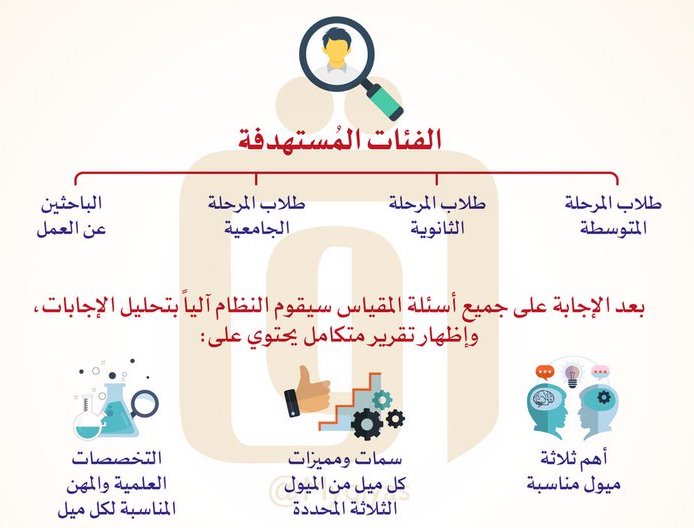 الفئات المُستهدفة
طلاب المرحلة
المتوسطة
طلاب المرحلة
الثانوية
طلاب المرحلة
الجامعية
الباحثين
عن العمل
بعد الإجابة على جميع أسئلة المقياس سيقوم النظام آلياً بتحليل الإجابات،
وإظهار تقرير متكامل يحتوي على:
أهم ثلاثة
ميول مناسبة
سمات ومميزات
كل ميل من الميول
الثلاثة المحددة
التخصصات
العلمية والمهن
المناسبة لكل ميل